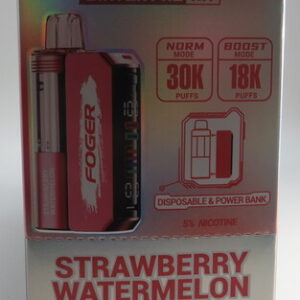 NORM
MODE
30K
PUFFS
BOOST
MODE
18K
PUFFS
FOGER
DISPOSABLE & POWER BANK
5% NICOTINE
STRAWBERRY
WATERMELON